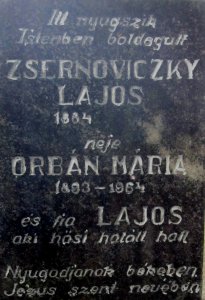 Itt nyugszik
Istenben boldogult
ZSERNOVICZKY
LAJOS
1884
neje
ORBÁN MÁRIA
1893-1964
és fia LAJOS
aki hősi halált halt
Nyugodjanak békében
Jézus szent nevében